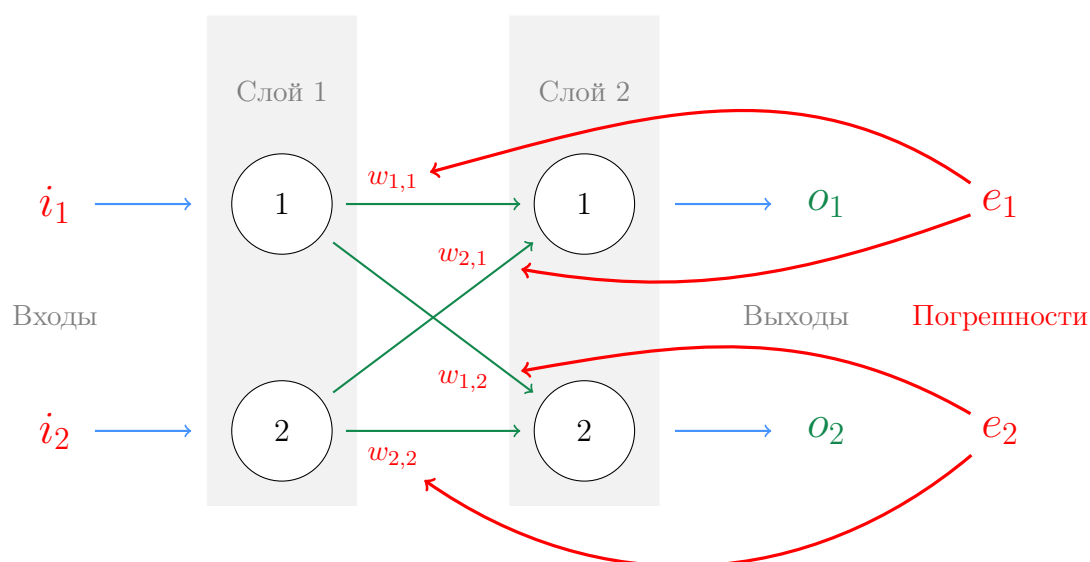 Слой 1 Слой 2
w1,1
i1 1 1 o1 e1
w2,1
Входы Выходы Погрешности
w1,2
i2 2 2 o2 e2
w2,2